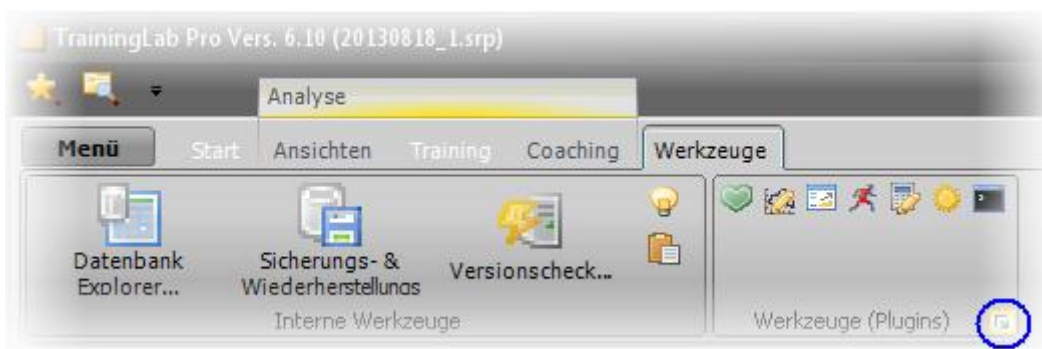 TrainingLab Pro Vers. 6.10 (20130818_1.srp)
Analyse
Menü Start Ansichten Training Coaching Werkzeuge
Datenbank Explorer...
Sicherungs- & Wiederherstellungs
Versionscheck...
Interne Werkzeuge
Werkzeuge (Plugins)